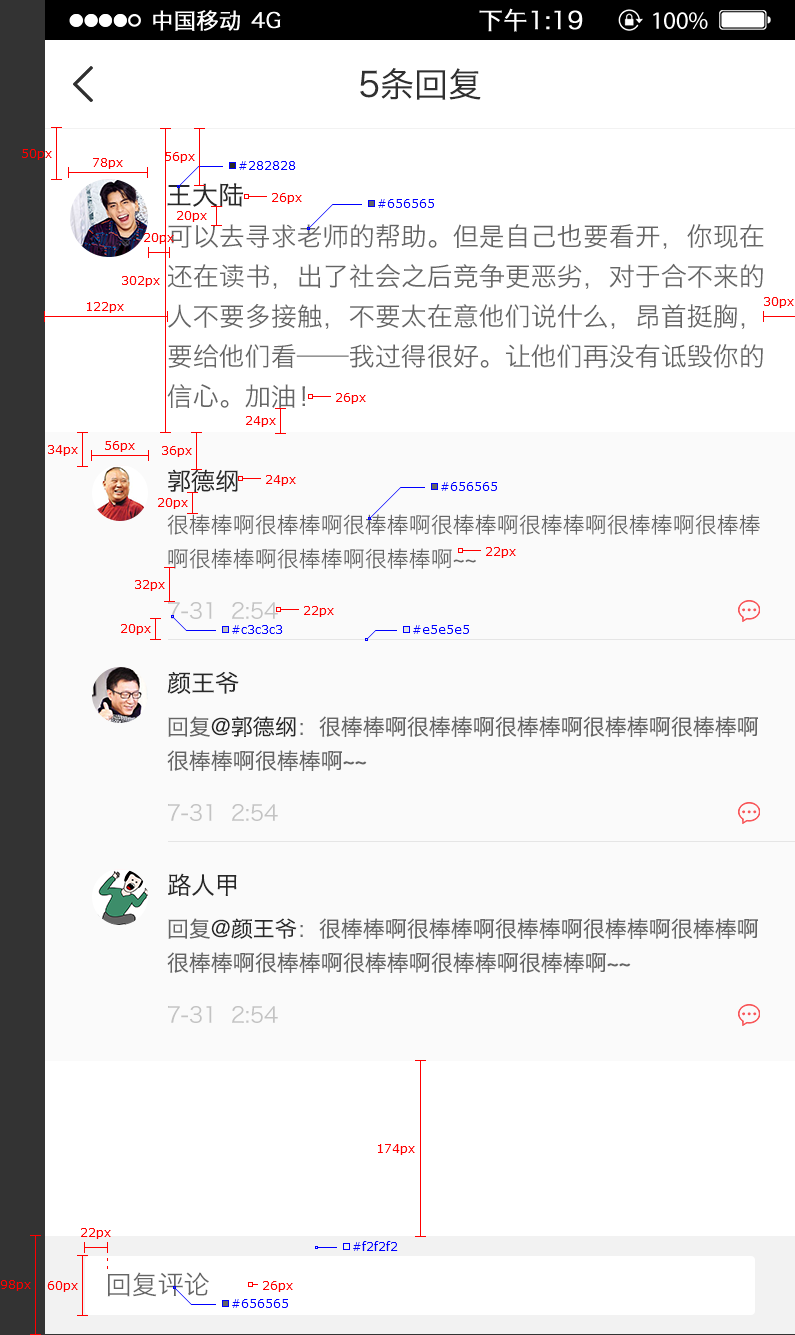 中国移动 4G 下午1:19 100%
5条回复
50px
78px
56px
#282828
王大陆 26px
#656565
20px
可以去寻求老师的帮助。但是自己也要看开，你现在
20px
还在读书，出了社会之后竞争更恶劣，对于合不来的
302px
122px
30px
人不要多接触，不要太在意他们说什么，昂首挺胸，
要给他们看——我过得很好。让他们再没有诋毁你的
信心。加油！ 26px
24px
34px
56px
36px
郭德纲 24px
#656565
20px
很棒棒啊很棒棒啊很棒棒啊很棒棒啊很棒棒啊很棒棒啊很棒棒
啊很棒棒啊很棒棒啊很棒棒啊~~ 22px
32px
7-31 2:54 22px
20px
#c3c3c3
#e5e5e5
颜王爷
回复@郭德纲：很棒棒啊很棒棒啊很棒棒啊很棒棒啊很棒棒啊
很棒棒啊很棒棒啊~~
7-31 2:54
路人甲
回复@颜王爷：很棒棒啊很棒棒啊很棒棒啊很棒棒啊很棒棒啊
很棒棒啊很棒棒啊很棒棒啊很棒棒啊很棒棒啊~~
7-31 2:54
174px
22px
#f2f2f2
98px
60px
回复评论 26px
#656565